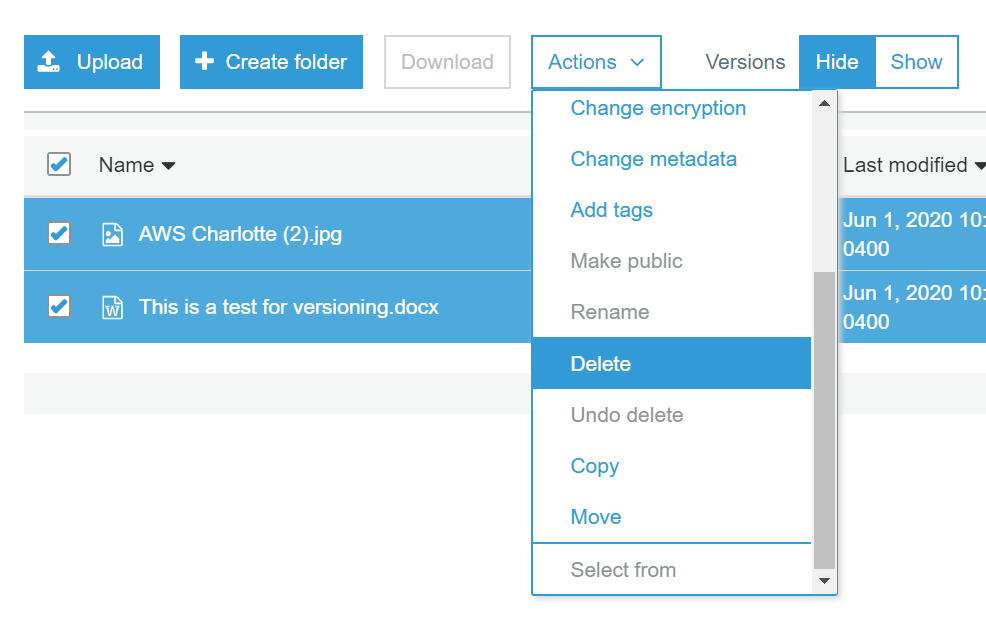 Upload
Create folder
Download
Actions
Versions
Hide
Show
Change encryption
Change metadata
Add tags
Make public
Rename
Delete
Undo delete
Copy
Move
Select from
Name
Last modified
AWS Charlotte (2).jpg
Jun 1, 2020 10:
0400
W
This is a test for versioning.docx
Jun 1, 2020 10:
0400